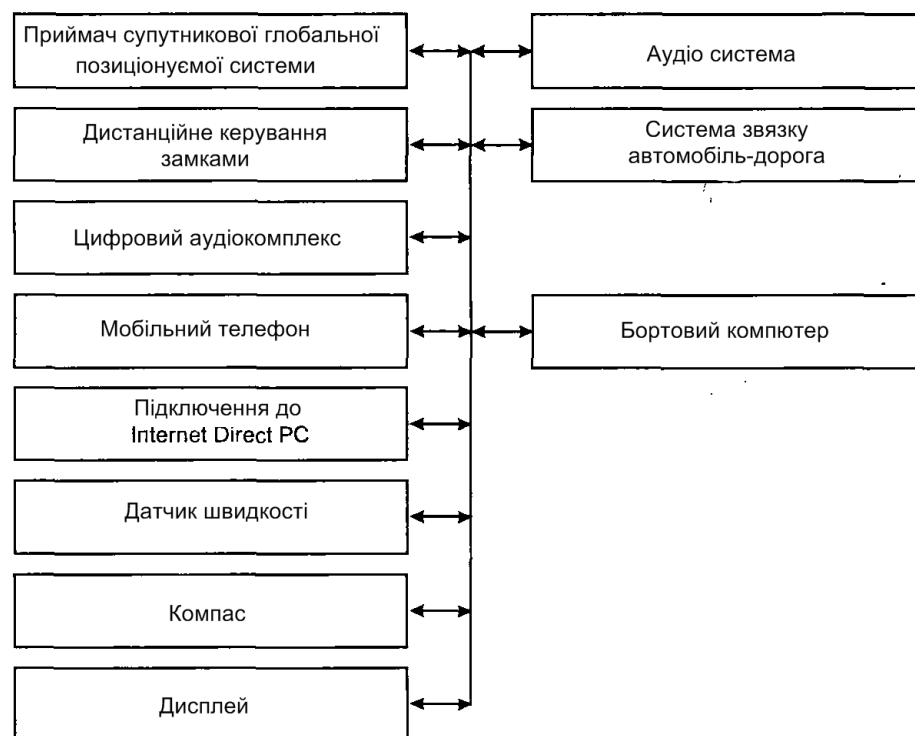 Приймач супутникової глобальної
позиціонуємої системи
Дистанційне керування
замками
Цифровий аудіокомплекс
Мобільний телефон
Підключення до
Internet Direct PC
Датчик швидкості
Компас
Дисплей
Аудіо система
Система звязку
автомобіль-дорога
Бортовий компютер